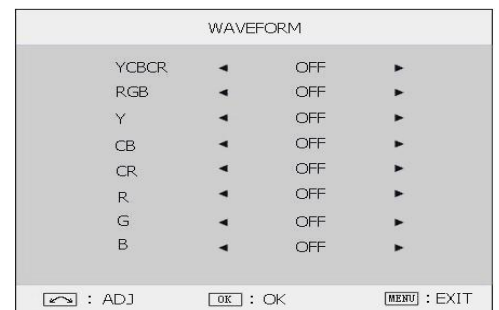 WAVEFORM
YCBCR ◄ OFF ►
RGB ◄ OFF ►
Y ◄ OFF ►
CB ◄ OFF ►
CR ◄ OFF ►
R ◄ OFF ►
G ◄ OFF ►
B ◄ OFF ►
: ADJ OK : OK MENU : EXIT